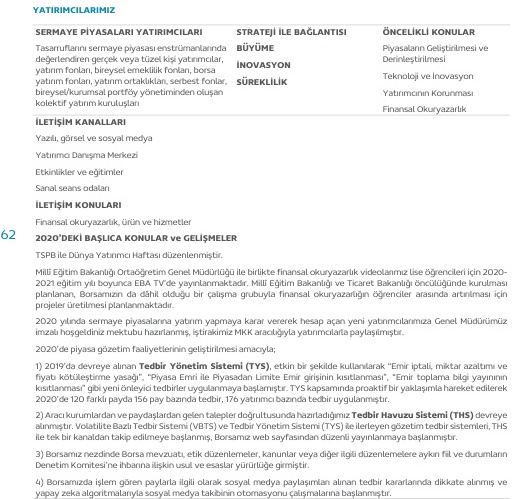 YATIRIMCILARIMIZ
SERMAYE PİYASALARI YATIRIMCILARI
Tasarruflarını sermaye piyasası enstrümanlarında
değerlendiren gerçek veya tüzel kişi yatırımcılar,
yatırım fonları, bireysel emeklilik fonları, borsa
yatırım fonları, yatırım ortaklıkları, serbest fonlar,
bireysel/kurumsal portföy yönetiminden oluşan
kolektif yatırım kuruluşları
STRATEJİ İLE BAĞLANTISI
BÜYÜME
İNOVASYON
SÜREKLİLİK
ÖNCELİKLİ KONULAR
Piyasaların Geliştirilmesi ve
Derinleştirilmesi
Teknoloji ve İnovasyon
Yatırımcının Korunması
Finansal Okuryazarlık
İLETİŞİM KANALLARI
Yazılı, görsel ve sosyal medya
Yatırımcı Danışma Merkezi
Etkinlikler ve eğitimler
Sanal seans odaları
İLETİŞİM KONULARI
Finansal okuryazarlık, ürün ve hizmetler
62
2020'DEKİ BAŞLICA KONULAR ve GELİŞMELER
TSPB ile Dünya Yatırımcı Haftası düzenlenmiştir.
Millî Eğitim Bakanlığı Ortaöğretim Genel Müdürlüğü ile birlikte finansal okuryazarlık videolarımız lise öğrencileri için 2020-
2021 eğitim yılı boyunca EBA TV'de yayınlanmaktadır. Millî Eğitim Bakanlığı ve Ticaret Bakanlığı öncülüğünde kurulması
planlanan, Borsamızın da dâhil olduğu bir çalışma grubuyla finansal okuryazarlığın öğrenciler arasında artırılması için
projeler üretilmesi planlanmaktadır.
2020 yılında sermaye piyasalarına yatırım yapmaya karar vererek hesap açan yeni yatırımcılarımıza Genel Müdürümüz
imzalı hoşgeldiniz mektubu hazırlanmış, iştirakimiz MKK aracılığıyla yatırımcılarla paylaşılmıştır.
2020'de piyasa gözetim faaliyetlerinin geliştirilmesi amacıyla;
1) 2019'da devreye alınan Tedbir Yönetim Sistemi (TYS), etkin bir şekilde kullanılarak "Emir iptali, miktar azaltımı ve
fiyatı kötüleştirme yasağı", "Piyasa Emri ile Piyasadan Limite Emir girişinin kısıtlanması", "Emir toplama bilgi yayınının
kısıtlanması" gibi yeni önleyici tedbirler uygulanmaya başlanmıştır. TYS kapsamında proaktif bir yaklaşımla hareket edilerek
2020'de 120 farklı payda 156 pay bazında tedbir, 176 yatırımcı bazında tedbir uygulanmıştır.
2) Aracı kurumlardan ve paydaşlardan gelen talepler doğrultusunda hazırladığımız Tedbir Havuzu Sistemi (THS) devreye
alınmıştır. Volatilite Bazlı Tedbir Sistemi (VBTS) ve Tedbir Yönetim Sistemi (TYS) ile ilerleyen gözetim tedbir sistemleri, THS
ile tek bir kanaldan takip edilmeye başlanmış, Borsamız web sayfasından düzenli yayınlanmaya başlanmıştır.
3) Borsamız nezdinde Borsa mevzuatı, etik düzenlemeler, kanunlar veya diğer ilgili düzenlemelere aykırı fiil ve durumların
Denetim Komitesi'ne ihbarına ilişkin usul ve esaslar yürürlüğe girmiştir.
4) Borsamızda işlem gören paylarla ilgili olarak sosyal medya paylaşımları alınan tedbir kararlarında dikkate alınmış ve
yapay zeka algoritmalarıyla sosyal medya takibinin otomasyonu çalışmalarına başlanmıştır.